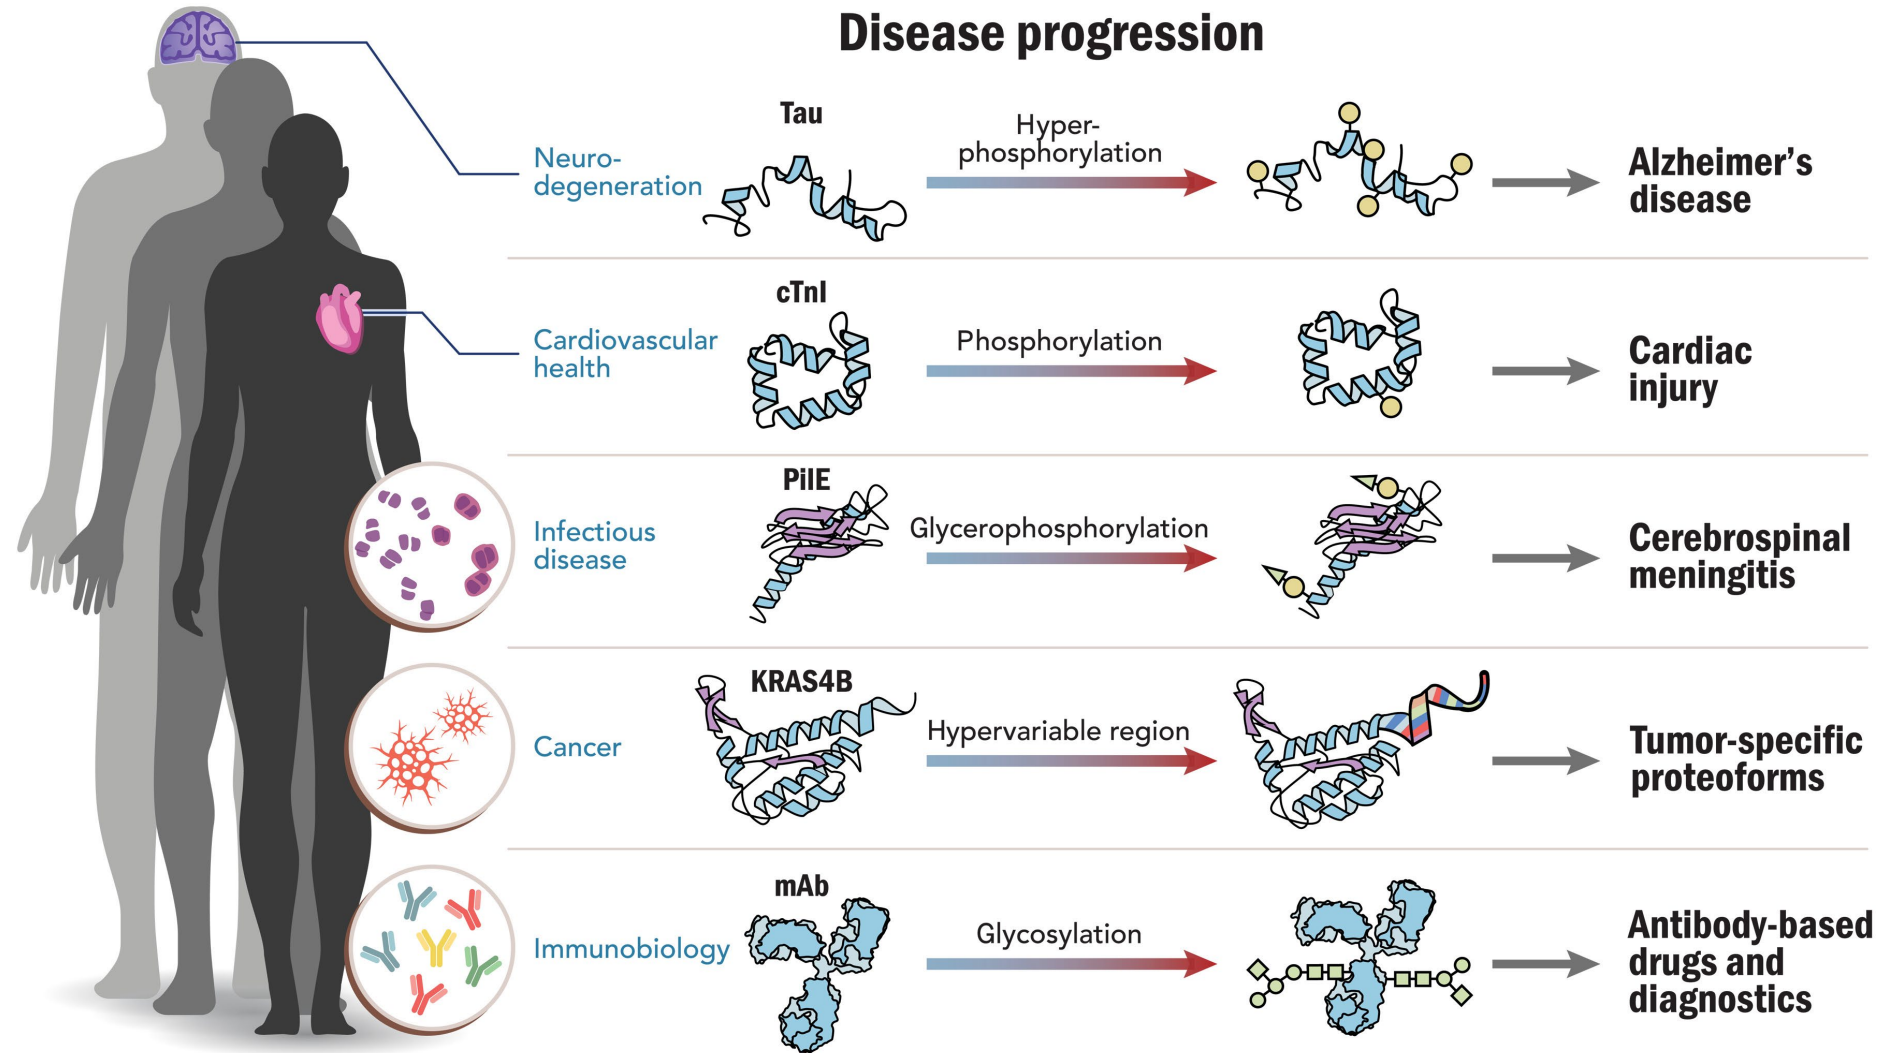 Disease progression
Neuro-
degeneration
Tau
Hyper-
phosphorylation
Alzheimer’s
disease
Cardiovascular
health
cTnI
Phosphorylation
Cardiac
injury
Infectious
disease
PilE
Glycerophosphorylation
Cerebrospinal
meningitis
Cancer
KRAS4B
Hypervariable region
Tumor-specific
proteoforms
Immunobiology
mAb
Glycosylation
Antibody-based
drugs and
diagnostics